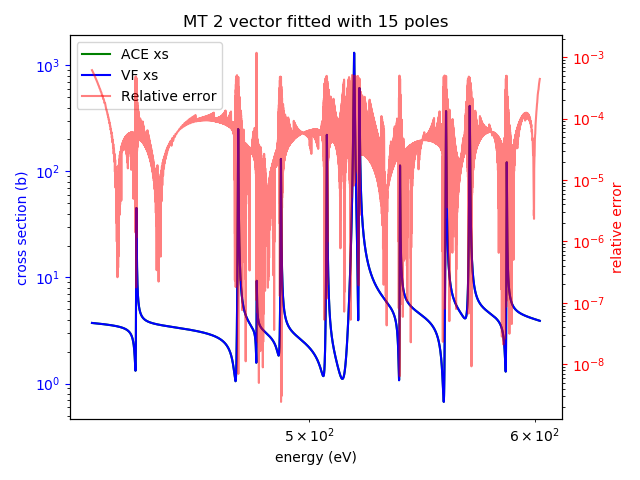 MT 2 vector fitted with 15 poles
ACE xs
VF xs
Relative error
cross section (b)
10³
10²
10¹
10⁰
10⁻³
10⁻⁴
10⁻⁵
10⁻⁶
10⁻⁷
10⁻⁸
relative error
5 × 10²
6 × 10²
energy (eV)